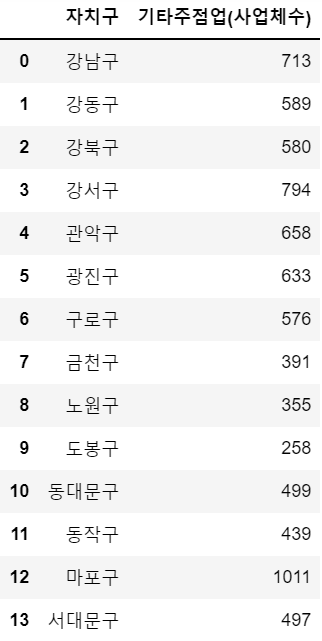 자치구 기타주점업(사업체수)
0 강남구 713
1 강동구 589
2 강북구 580
3 강서구 794
4 관악구 658
5 광진구 633
6 구로구 576
7 금천구 391
8 노원구 355
9 도봉구 258
10 동대문구 499
11 동작구 439
12 마포구 1011
13 서대문구 497